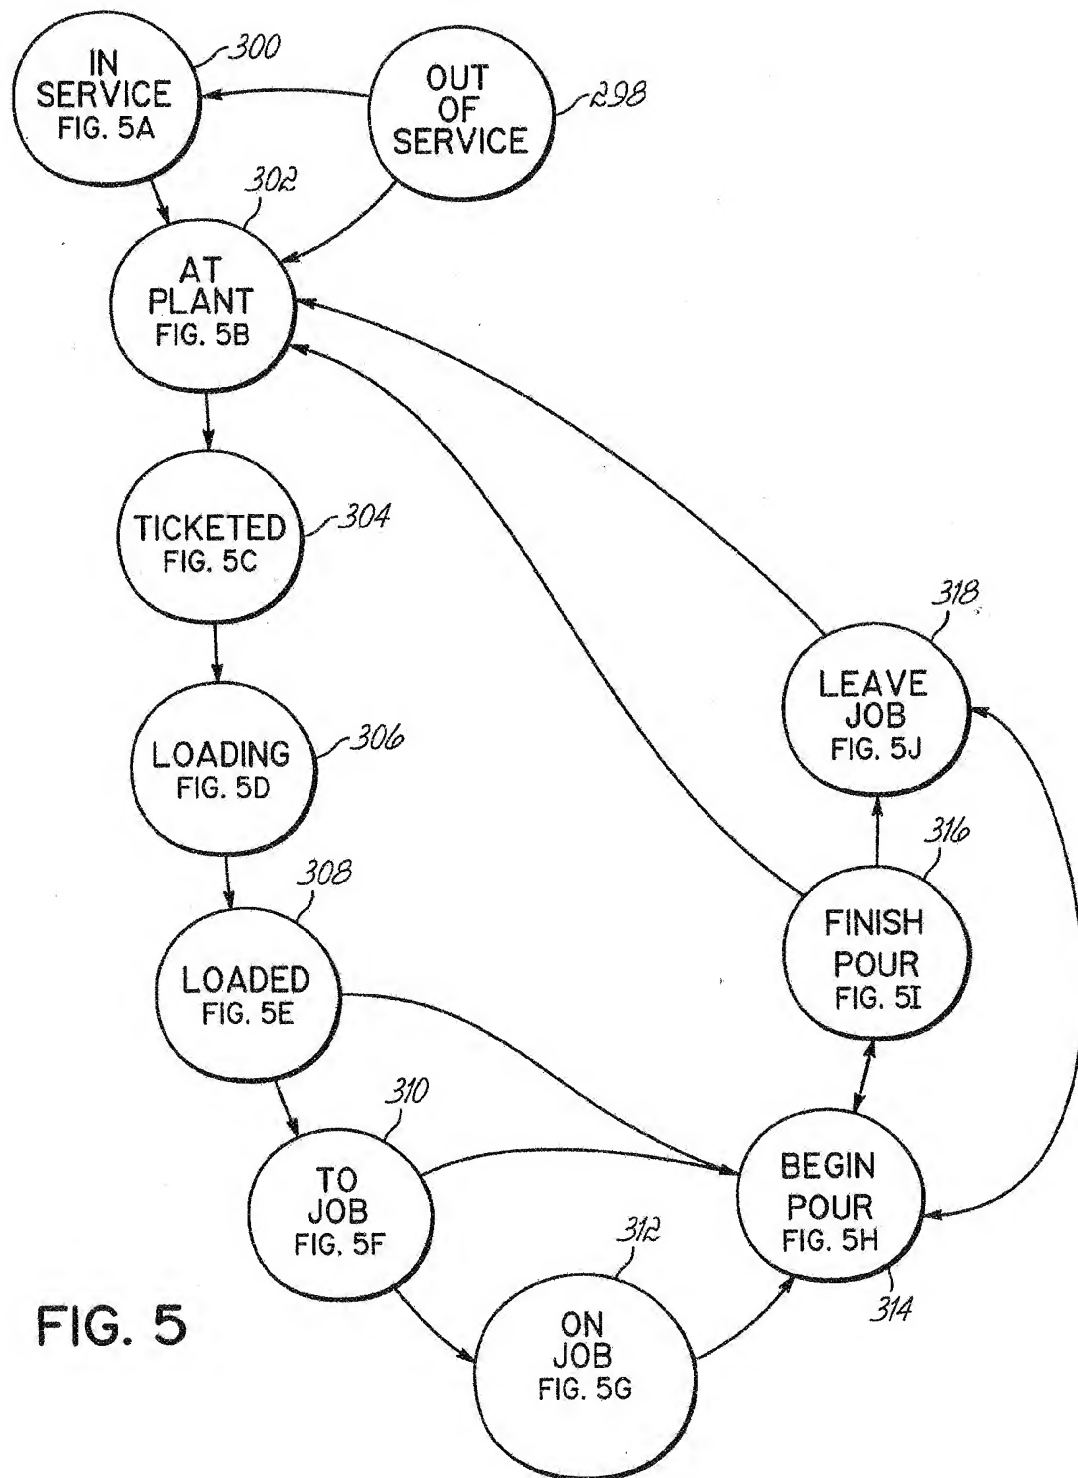 IN
SERVICE
FIG. 5A
300
OUT
OF
SERVICE
298
302
AT
PLANT
FIG. 5B
TICKETED
FIG. 5C
304
LOADING
FIG. 5D
306
308
LOADED
FIG. 5E
310
TO
JOB
FIG. 5F
312
ON
JOB
FIG. 5G
318
LEAVE
JOB
FIG. 5J
316
FINISH
POUR
FIG. 5I
BEGIN
POUR
FIG. 5H
314
FIG. 5